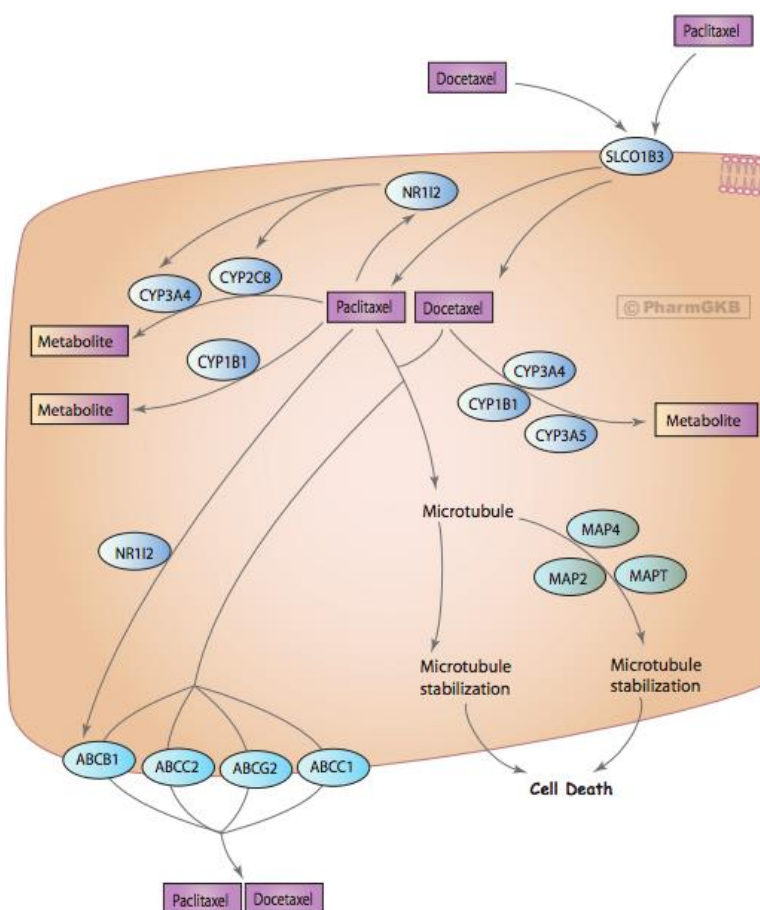 Paclitaxel
Docetaxel
SLCO1B3
NR1I2
CYP2C8
CYP3A4
Paclitaxel
Docetaxel
© PharmGKB
Metabolite
CYP1B1
CYP3A4
CYP1B1
Metabolite
Metabolite
CYP3A5
Microtubule
MAP4
NR1I2
MAP2
MAPT
Microtubule
stabilization
Microtubule
stabilization
ABCB1
ABCC2
ABCG2
ABCC1
Cell Death
Paclitaxel
Docetaxel